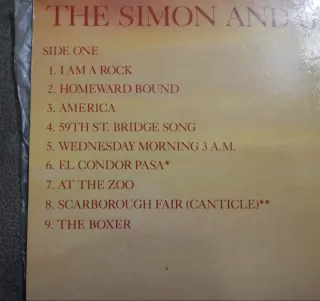 THE SIMON AND
SIDE ONE
1. I AM A ROCK
2. HOMEWARD BOUND
3. AMERICA
4. 59TH ST. BRIDGE SONG
5. WEDNESDAY MORNING 3 A.M.
6. EL CONDOR PASA*
7. AT THE ZOO
8. SCARBOROUGH FAIR (CANTICLE)**
9. THE BOXER